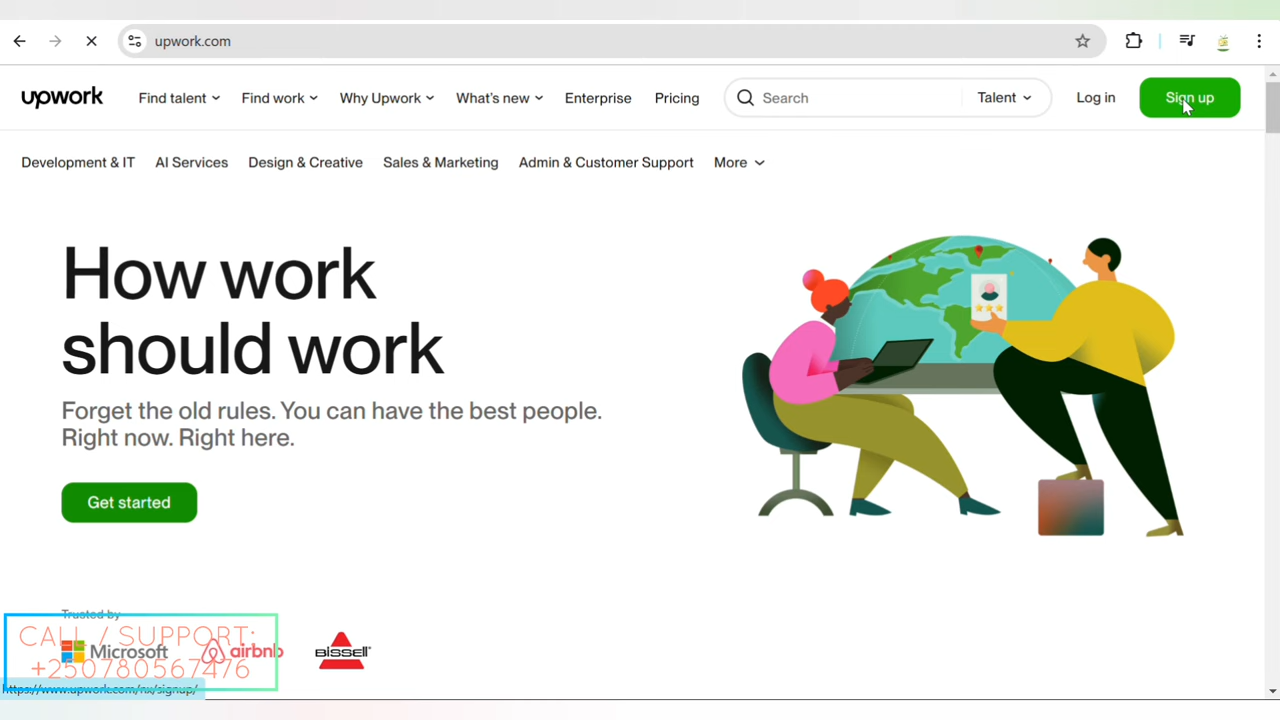 upwork.com
upwork
Find talent
Find work
Why Upwork
What's new
Enterprise
Pricing
Search
Talent
Log in
Sign up
Development & IT
AI Services
Design & Creative
Sales & Marketing
Admin & Customer Support
More
How work
should work
Forget the old rules. You can have the best people.
Right now. Right here.
Get started
Trusted by
Microsoft
airbnb
BISSELL
CALL / SUPPORT:
+250780567476
https://www.upwork.com/nx/signup/